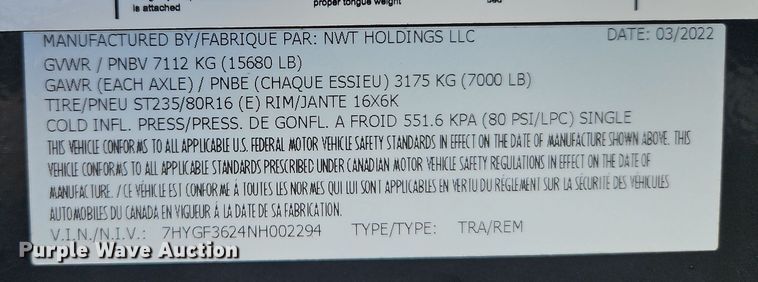 is attached
proper tongue weight
MANUFACTURED BY/FABRIQUE PAR: NWT HOLDINGS LLC DATE: 03/2022
GVWR / PNBV 7112 KG (15680 LB)
GAWR (EACH AXLE) / PNBE (CHAQUE ESSIEU) 3175 KG (7000 LB)
TIRE/PNEU ST235/80R16 (E) RIM/JANTE 16X6K
COLD INFL. PRESS/PRESS. DE GONFL. A FROID 551.6 KPA (80 PSI/LPC) SINGLE
THIS VEHICLE CONFORMS TO ALL APPLICABLE U.S. FEDERAL MOTOR VEHICLE SAFETY STANDARDS IN EFFECT ON THE DATE OF MANUFACTURE SHOWN ABOVE. THIS
VEHICLE CONFORMS TO ALL APPLICABLE STANDARDS PRESCRIBED UNDER CANADIAN MOTOR VEHICLE SAFETY REGULATIONS IN EFFECT ON THE DATE OF
MANUFACTURE. / CE VÉHICLE EST CONFORME Á TOUTES LES NORMES QUI LUI SONT APPLICABLES EN VERTU DU REGLEMENT SUR LA SÉCURITÉ DES VÉHICULES
AUTOMOBILES DU CANADA EN VIGUEUR Á LA DATE DE SA FABRICATION.
V.I.N./N.I.V.: 7HYGF3624NH002294 TYPE/TYPE: TRA/REM
Purple Wave Auction